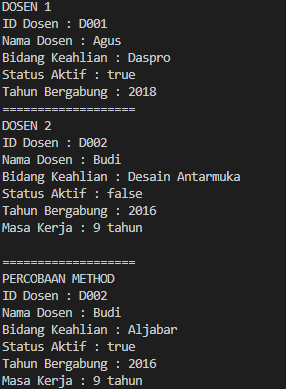 DOSEN 1
ID Dosen : D001
Nama Dosen : Agus
Bidang Keahlian : Daspro
Status Aktif : true
Tahun Bergabung : 2018
===================
DOSEN 2
ID Dosen : D002
Nama Dosen : Budi
Bidang Keahlian : Desain Antarmuka
Status Aktif : false
Tahun Bergabung : 2016
Masa Kerja : 9 tahun
===================
PERCOBAAN METHOD
ID Dosen : D002
Nama Dosen : Budi
Bidang Keahlian : Aljabar
Status Aktif : true
Tahun Bergabung : 2016
Masa Kerja : 9 tahun